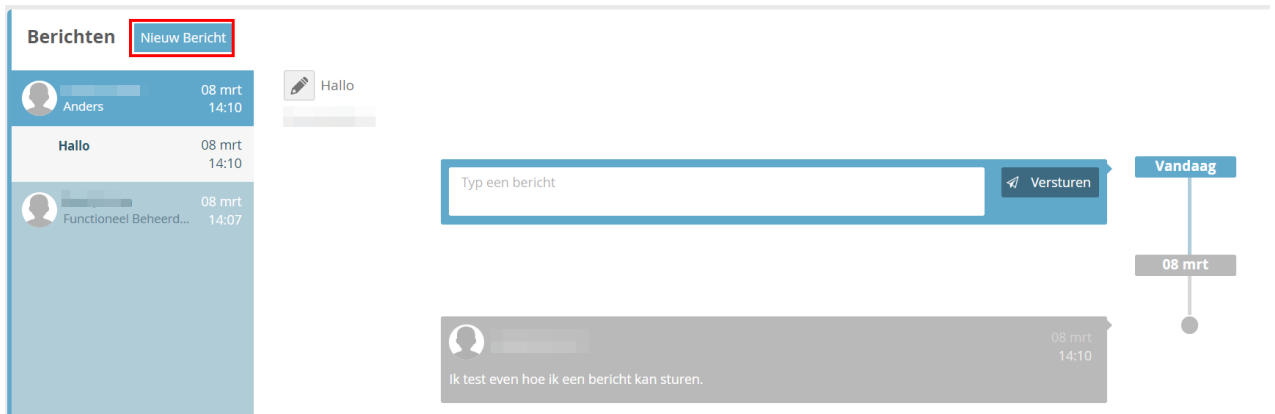 Berichten
Nieuw Bericht
08 mrt
Anders
14:10
Hallo
08 mrt
14:10
08 mrt
Functioneel Beheerd...
14:07
Hallo
Typ een bericht
Versturen
Vandaag
08 mrt
08 mrt
14:10
Ik test even hoe ik een bericht kan sturen.